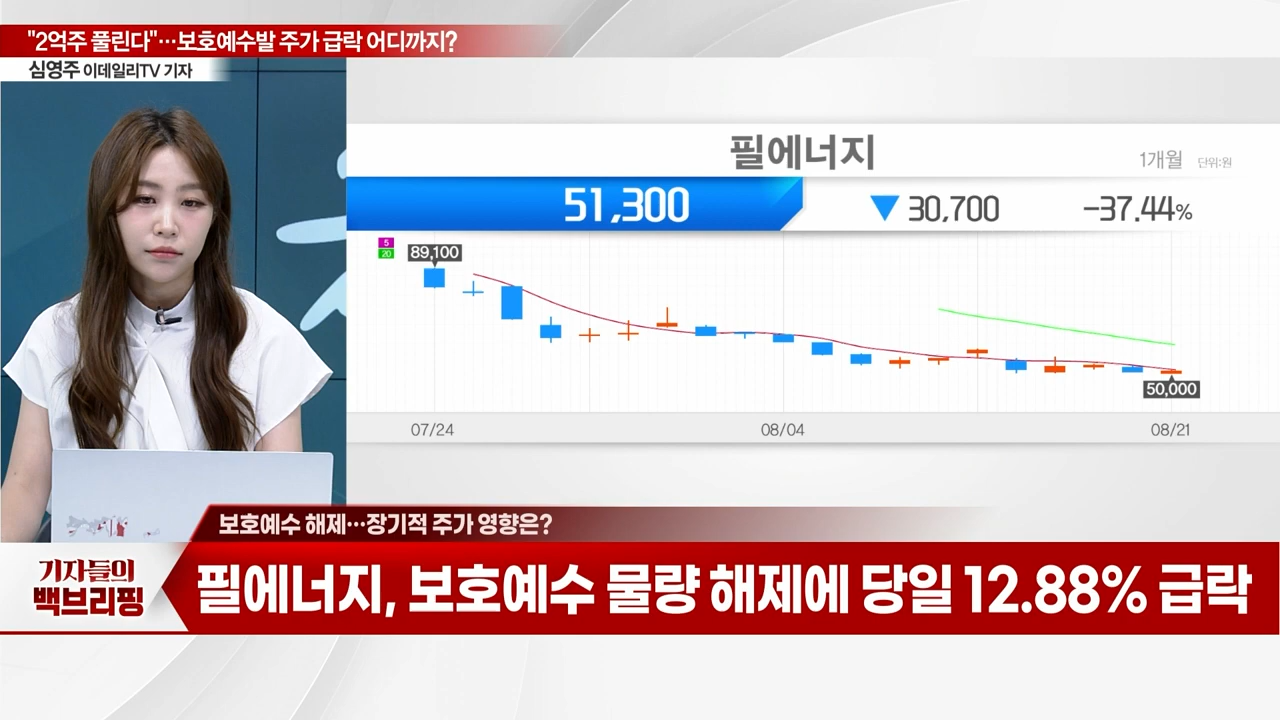 "2억주 풀린다"…보호예수발 주가 급락 어디까지?
심영주 이데일리TV 기자
필에너지
1개월 단위:원
51,300 ▼ 30,700 -37.44%
5
20
89,100
50,000
07/24 08/04 08/21
보호예수 해제…장기적 주가 영향은?
기자들의
백브리핑
필에너지, 보호예수 물량 해제에 당일 12.88% 급락